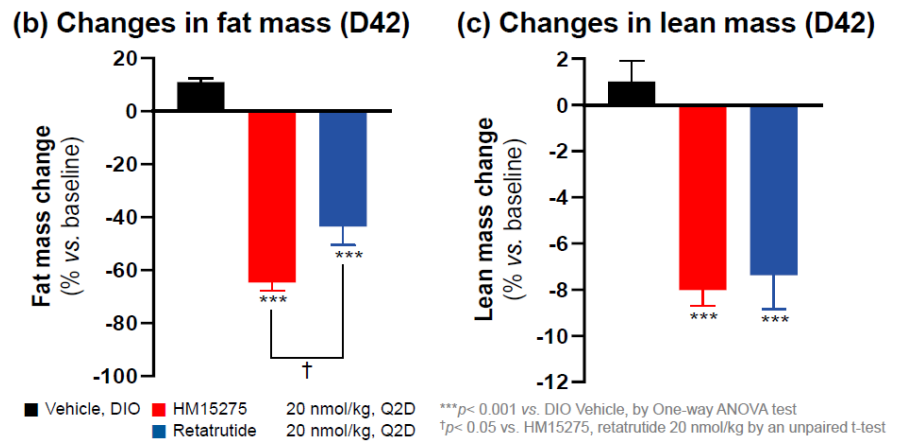 (b) Changes in fat mass (D42)
20
0
-20
-40
-60
-80
-100
Fat mass change
(% vs. baseline)
***
***
†
(c) Changes in lean mass (D42)
2
0
-2
-4
-6
-8
-10
-12
Lean mass change
(% vs. baseline)
***
***
Vehicle, DIO
HM15275 20 nmol/kg, Q2D
Retatrutide 20 nmol/kg, Q2D
***p< 0.001 vs. DIO Vehicle, by One-way ANOVA test
†p< 0.05 vs. HM15275, retatrutide 20 nmol/kg by an unpaired t-test